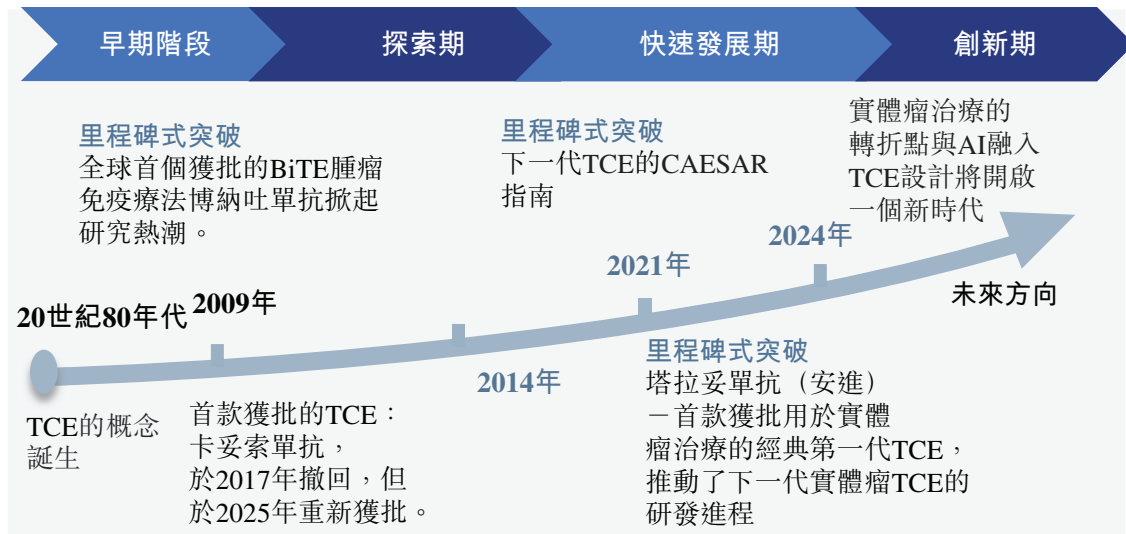 早期階段
探索期
快速發展期
創新期
里程碑式突破
全球首個獲批的BiTE腫瘤
免疫療法博納吐單抗掀起
研究熱潮。
里程碑式突破
下一代TCE的CAESAR
指南
實體瘤治療的
轉折點與AI融入
TCE設計將開啟
一個新時代
20世紀80年代
2009年
2014年
2021年
2024年
未來方向
TCE的概念
誕生
首款獲批的TCE：
卡妥索單抗，
於2017年撤回，但
於2025年重新獲批。
里程碑式突破
塔拉妥單抗（安進）
－首款獲批用於實體
瘤治療的經典第一代TCE，
推動了下一代實體瘤TCE的
研發進程